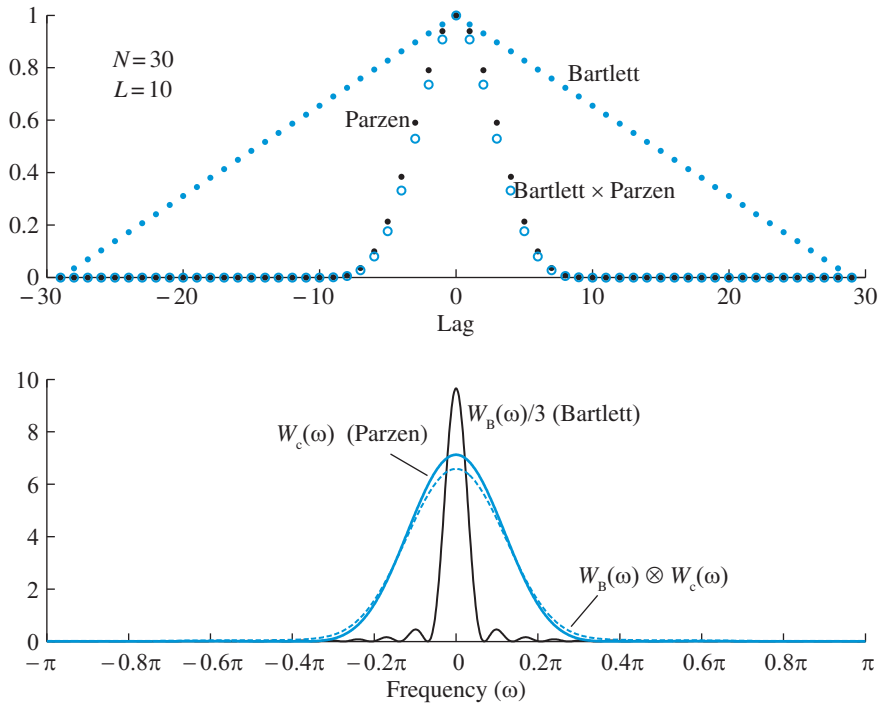 1
0.8
0.6
0.4
0.2
0
N = 30
L = 10
Bartlett
Parzen
Bartlett × Parzen
−30 −20 −10 0 10 20 30
Lag
10
8
6
4
2
0
W_B(ω)/3 (Bartlett)
W_c(ω) (Parzen)
W_B(ω) ⊗ W_c(ω)
−π −0.8π −0.6π −0.4π −0.2π 0 0.2π 0.4π 0.6π 0.8π π
Frequency (ω)